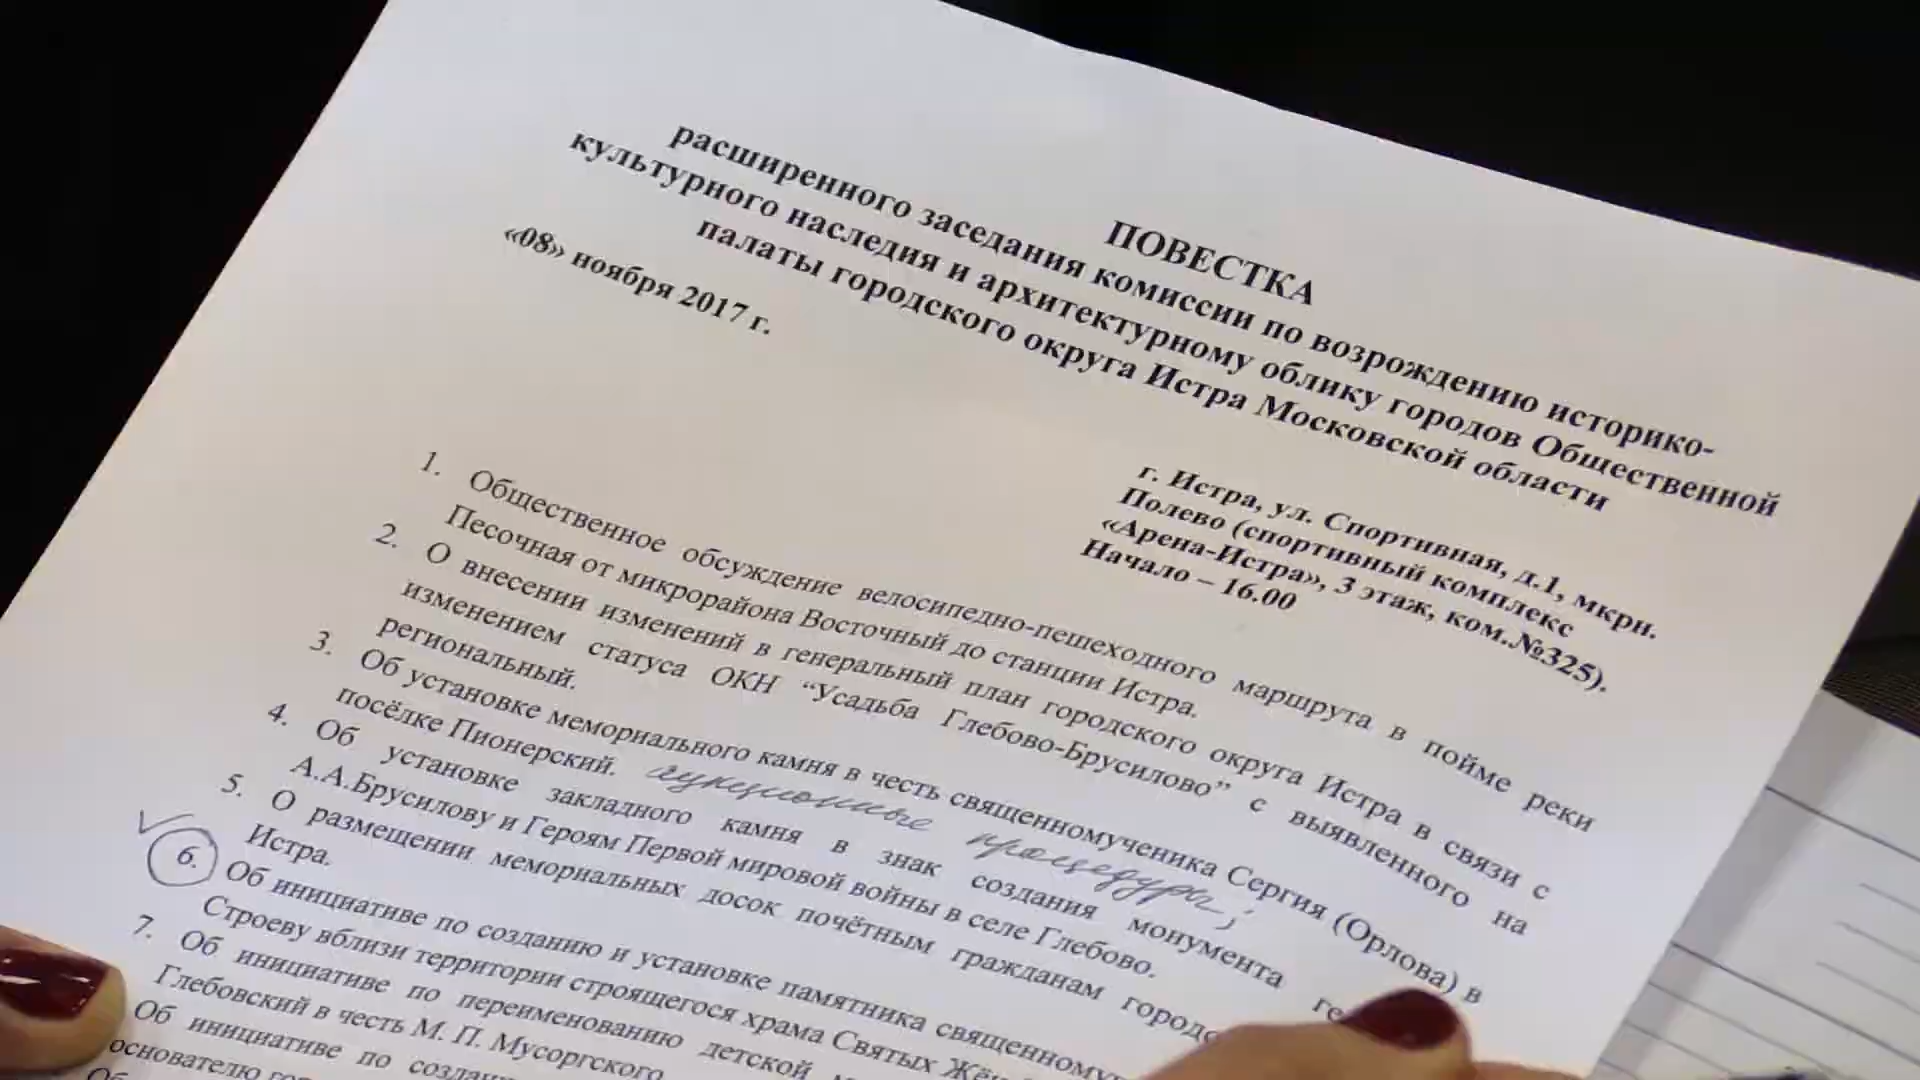 ПОВЕСТКА
расширенного заседания комиссии по возрождению историко-
культурного наследия и архитектурному облику городов Общественной
палаты городского округа Истра Московской области
«08» ноября 2017 г.
г. Истра, ул. Спортивная, д.1, мкрн.
Полево (спортивный комплекс
«Арена-Истра», 3 этаж, ком..№325).
Начало – 16.00
1. Общественное обсуждение велосипедно-пешеходного маршрута в пойме реки
Песочная от микрорайона Восточный до станции Истра.
2. О внесении изменений в генеральный план городского округа Истра в связи с
изменением статуса ОКН “Усадьба Глебово-Брусилово” с выявленного на
региональный.
3. Об установке мемориального камня в честь священномученика Сергия (Орлова) в
посёлке Пионерский. аукционные процедуры;
4. Об установке закладного камня в знак создания монумента
А.А.Брусилову и Героям Первой мировой войны в селе Глебово.
5. О размещении мемориальных досок почётным гражданам
Истра.
6. Об инициативе по созданию и установке памятника
Строеву вблизи территории строящегося храма Святых
7. Об инициативе по переименованию детской
Глебовский в честь М. П. Мусоргского
Об инициативе по
основателю
Об